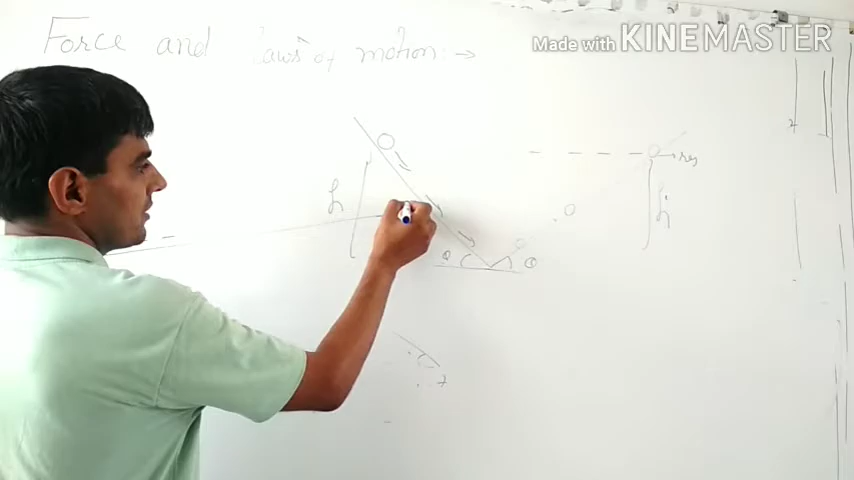 Force and Laws of motion →
Made with KINEMASTER
h
h
θ
θ